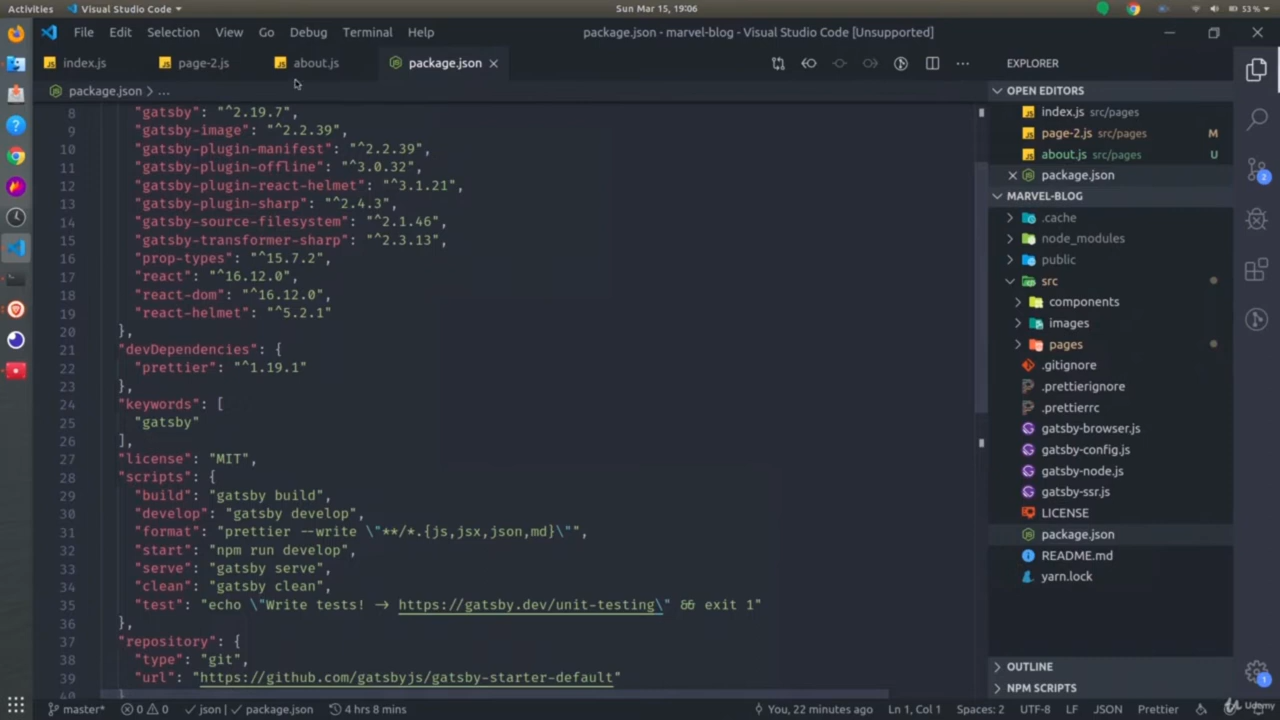 Activities Visual Studio Code Sun Mar 15, 19:06 53 %
File Edit Selection View Go Debug Terminal Help package.json - marvel-blog - Visual Studio Code [Unsupported]
index.js page-2.js about.js package.json EXPLORER
package.json > ...
8 "gatsby": "^2.19.7",
9 "gatsby-image": "^2.2.39",
10 "gatsby-plugin-manifest": "^2.2.39",
11 "gatsby-plugin-offline": "^3.0.32",
12 "gatsby-plugin-react-helmet": "^3.1.21",
13 "gatsby-plugin-sharp": "^2.4.3",
14 "gatsby-source-filesystem": "^2.1.46",
15 "gatsby-transformer-sharp": "^2.3.13",
16 "prop-types": "^15.7.2",
17 "react": "^16.12.0",
18 "react-dom": "^16.12.0",
19 "react-helmet": "^5.2.1"
20 },
21 "devDependencies": {
22 "prettier": "^1.19.1"
23 },
24 "keywords": [
25 "gatsby"
26 ],
27 "license": "MIT",
28 "scripts": {
29 "build": "gatsby build",
30 "develop": "gatsby develop",
31 "format": "prettier --write \"**/*.{js,jsx,json,md}\"",
32 "start": "npm run develop",
33 "serve": "gatsby serve",
34 "clean": "gatsby clean",
35 "test": "echo \"Write tests! -> https://gatsby.dev/unit-testing\" && exit 1"
36 },
37 "repository": {
38 "type": "git",
39 "url": "https://github.com/gatsbyjs/gatsby-starter-default"
40 }
OPEN EDITORS
index.js src/pages
page-2.js src/pages M
about.js src/pages U
package.json
MARVEL-BLOG
.cache
node_modules
public
src
components
images
pages
.gitignore
.prettierignore
.prettierrc
gatsby-browser.js
gatsby-config.js
gatsby-node.js
gatsby-ssr.js
LICENSE
package.json
README.md
yarn.lock
OUTLINE
NPM SCRIPTS
2
1
master* 0 0 json package.json 4 hrs 8 mins You, 22 minutes ago Ln 1, Col 1 Spaces: 2 UTF-8 LF JSON Prettier
Udemy